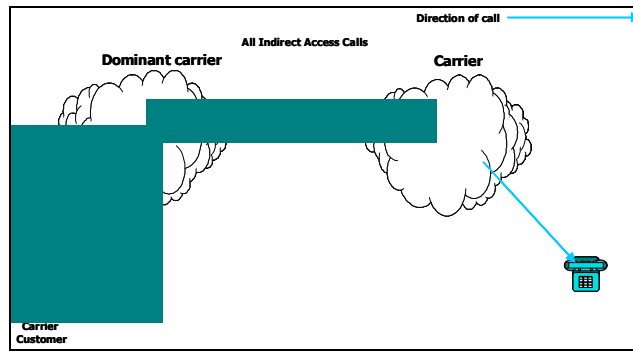 Direction of call
All Indirect Access Calls
Dominant carrier
Carrier
Carrier
Customer